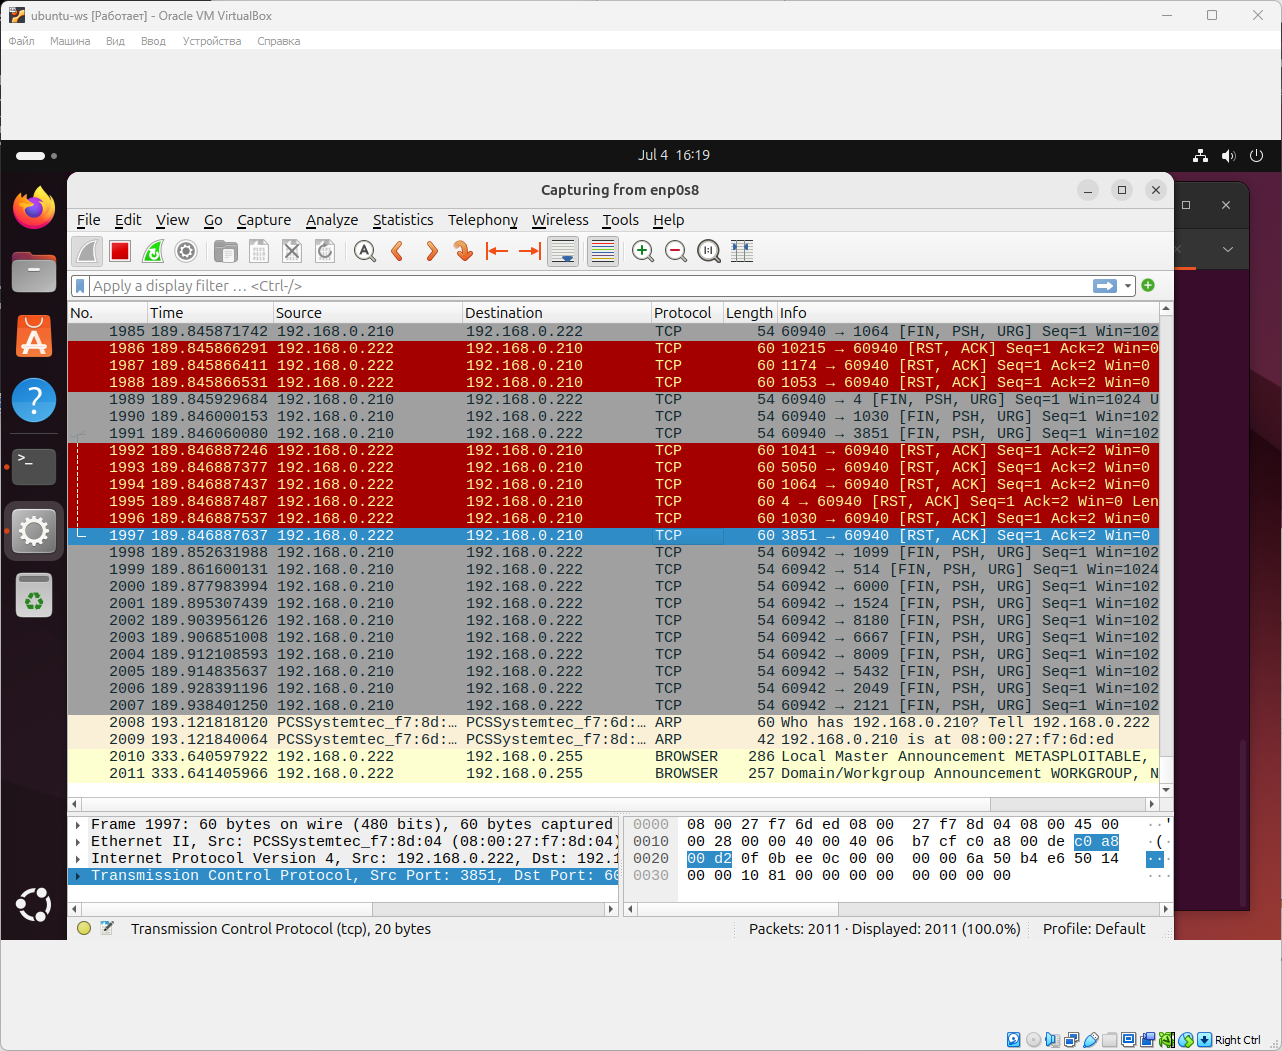 ubuntu-ws [Работает] - Oracle VM VirtualBox
Файл Машина Вид Ввод Устройства Справка
Jul 4 16:19
Capturing from enp0s8
File Edit View Go Capture Analyze Statistics Telephony Wireless Tools Help
Apply a display filter … <Ctrl-/>
No. Time Source Destination Protocol Length Info
1985 189.845871742 192.168.0.210 192.168.0.222 TCP 54 60940 → 1064 [FIN, PSH, URG] Seq=1 Win=102
1986 189.845866291 192.168.0.222 192.168.0.210 TCP 60 10215 → 60940 [RST, ACK] Seq=1 Ack=2 Win=0
1987 189.845866411 192.168.0.222 192.168.0.210 TCP 60 1174 → 60940 [RST, ACK] Seq=1 Ack=2 Win=0
1988 189.845866531 192.168.0.222 192.168.0.210 TCP 60 1053 → 60940 [RST, ACK] Seq=1 Ack=2 Win=0
1989 189.845929684 192.168.0.210 192.168.0.222 TCP 54 60940 → 4 [FIN, PSH, URG] Seq=1 Win=1024 U
1990 189.846000153 192.168.0.210 192.168.0.222 TCP 54 60940 → 1030 [FIN, PSH, URG] Seq=1 Win=102
1991 189.846060080 192.168.0.210 192.168.0.222 TCP 54 60940 → 3851 [FIN, PSH, URG] Seq=1 Win=102
1992 189.846887246 192.168.0.222 192.168.0.210 TCP 60 1041 → 60940 [RST, ACK] Seq=1 Ack=2 Win=0
1993 189.846887377 192.168.0.222 192.168.0.210 TCP 60 5050 → 60940 [RST, ACK] Seq=1 Ack=2 Win=0
1994 189.846887437 192.168.0.222 192.168.0.210 TCP 60 1064 → 60940 [RST, ACK] Seq=1 Ack=2 Win=0
1995 189.846887487 192.168.0.222 192.168.0.210 TCP 60 4 → 60940 [RST, ACK] Seq=1 Ack=2 Win=0 Len
1996 189.846887537 192.168.0.222 192.168.0.210 TCP 60 1030 → 60940 [RST, ACK] Seq=1 Ack=2 Win=0
1997 189.846887637 192.168.0.222 192.168.0.210 TCP 60 3851 → 60940 [RST, ACK] Seq=1 Ack=2 Win=0
1998 189.852631988 192.168.0.210 192.168.0.222 TCP 54 60942 → 1099 [FIN, PSH, URG] Seq=1 Win=102
1999 189.861600131 192.168.0.210 192.168.0.222 TCP 54 60942 → 514 [FIN, PSH, URG] Seq=1 Win=1024
2000 189.877983994 192.168.0.210 192.168.0.222 TCP 54 60942 → 6000 [FIN, PSH, URG] Seq=1 Win=102
2001 189.895307439 192.168.0.210 192.168.0.222 TCP 54 60942 → 1524 [FIN, PSH, URG] Seq=1 Win=102
2002 189.903956126 192.168.0.210 192.168.0.222 TCP 54 60942 → 8180 [FIN, PSH, URG] Seq=1 Win=102
2003 189.906851008 192.168.0.210 192.168.0.222 TCP 54 60942 → 6667 [FIN, PSH, URG] Seq=1 Win=102
2004 189.912108593 192.168.0.210 192.168.0.222 TCP 54 60942 → 8009 [FIN, PSH, URG] Seq=1 Win=102
2005 189.914835637 192.168.0.210 192.168.0.222 TCP 54 60942 → 5432 [FIN, PSH, URG] Seq=1 Win=102
2006 189.928391196 192.168.0.210 192.168.0.222 TCP 54 60942 → 2049 [FIN, PSH, URG] Seq=1 Win=102
2007 189.938401250 192.168.0.210 192.168.0.222 TCP 54 60942 → 2121 [FIN, PSH, URG] Seq=1 Win=102
2008 193.121818120 PCSSystemtec_f7:8d:… PCSSystemtec_f7:6d:… ARP 60 Who has 192.168.0.210? Tell 192.168.0.222
2009 193.121840064 PCSSystemtec_f7:6d:… PCSSystemtec_f7:8d:… ARP 42 192.168.0.210 is at 08:00:27:f7:6d:ed
2010 333.640597922 192.168.0.222 192.168.0.255 BROWSER 286 Local Master Announcement METASPLOITABLE,
2011 333.641405966 192.168.0.222 192.168.0.255 BROWSER 257 Domain/Workgroup Announcement WORKGROUP, N
Frame 1997: 60 bytes on wire (480 bits), 60 bytes captured
Ethernet II, Src: PCSSystemtec_f7:8d:04 (08:00:27:f7:8d:04)
Internet Protocol Version 4, Src: 192.168.0.222, Dst: 192.1
Transmission Control Protocol, Src Port: 3851, Dst Port: 60
0000 08 00 27 f7 6d ed 08 00 27 f7 8d 04 08 00 45 00 ··'
0010 00 28 00 00 40 00 40 06 b7 cf c0 a8 00 de c0 a8 ·(·
0020 00 d2 0f 0b ee 0c 00 00 00 00 6a 50 b4 e6 50 14 ···
0030 00 00 10 81 00 00 00 00 00 00 00 00 ···
Transmission Control Protocol (tcp), 20 bytes
Packets: 2011 · Displayed: 2011 (100.0%)
Profile: Default
Right Ctrl